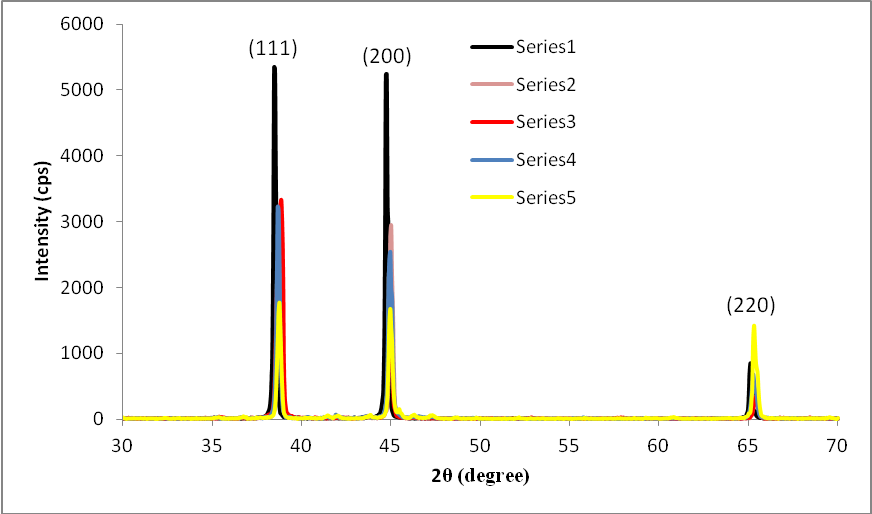 6000
5000
4000
3000
2000
1000
0
Intensity (cps)
(111)
(200)
(220)
Series1
Series2
Series3
Series4
Series5
30 35 40 45 50 55 60 65 70
2θ (degree)